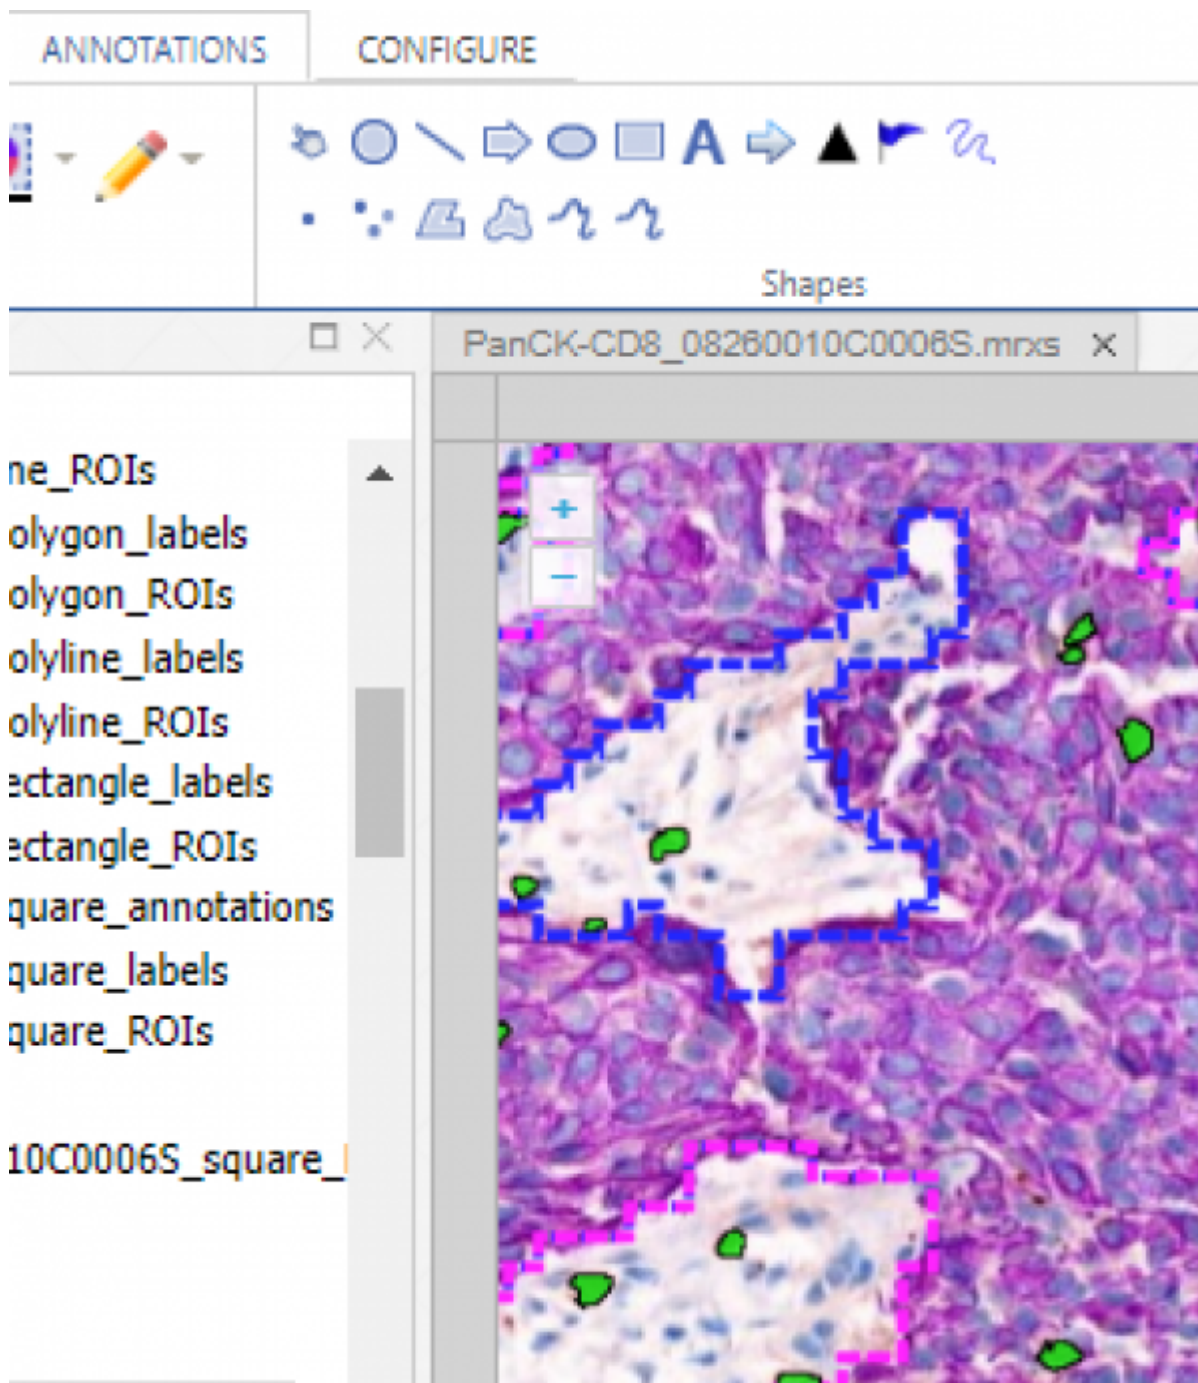 ANNOTATIONS CONFIGURE
A
Shapes
PanCK-CD8_08260010C0006S.mrxs
ne_ROIs
olygon_labels
olygon_ROIs
olyline_labels
olyline_ROIs
ectangle_labels
ectangle_ROIs
quare_annotations
quare_labels
quare_ROIs
10C0006S_square_